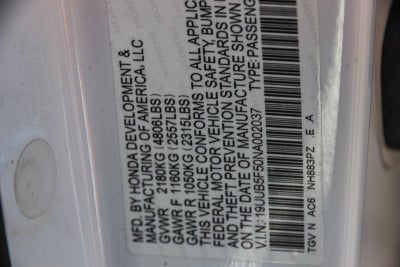 MFD. BY HONDA DEVELOPMENT &
MANUFACTURING OF AMERICA, LLC
GVWR 2180KG (4806LBS)
GAWR F 1160KG (2557LBS)
GAWR R 1050KG (2315LBS)
THIS VEHICLE CONFORMS TO ALL APPLIC
FEDERAL MOTOR VEHICLE SAFETY, BUMP
THEFT PREVENTION STANDARDS IN E
ON THE DATE OF MANUFACTURE SHOW
V.I.N.: 19UUB5F50NA002037 TYPE: PASSENG
TGV N AC6 NH883PZ E A